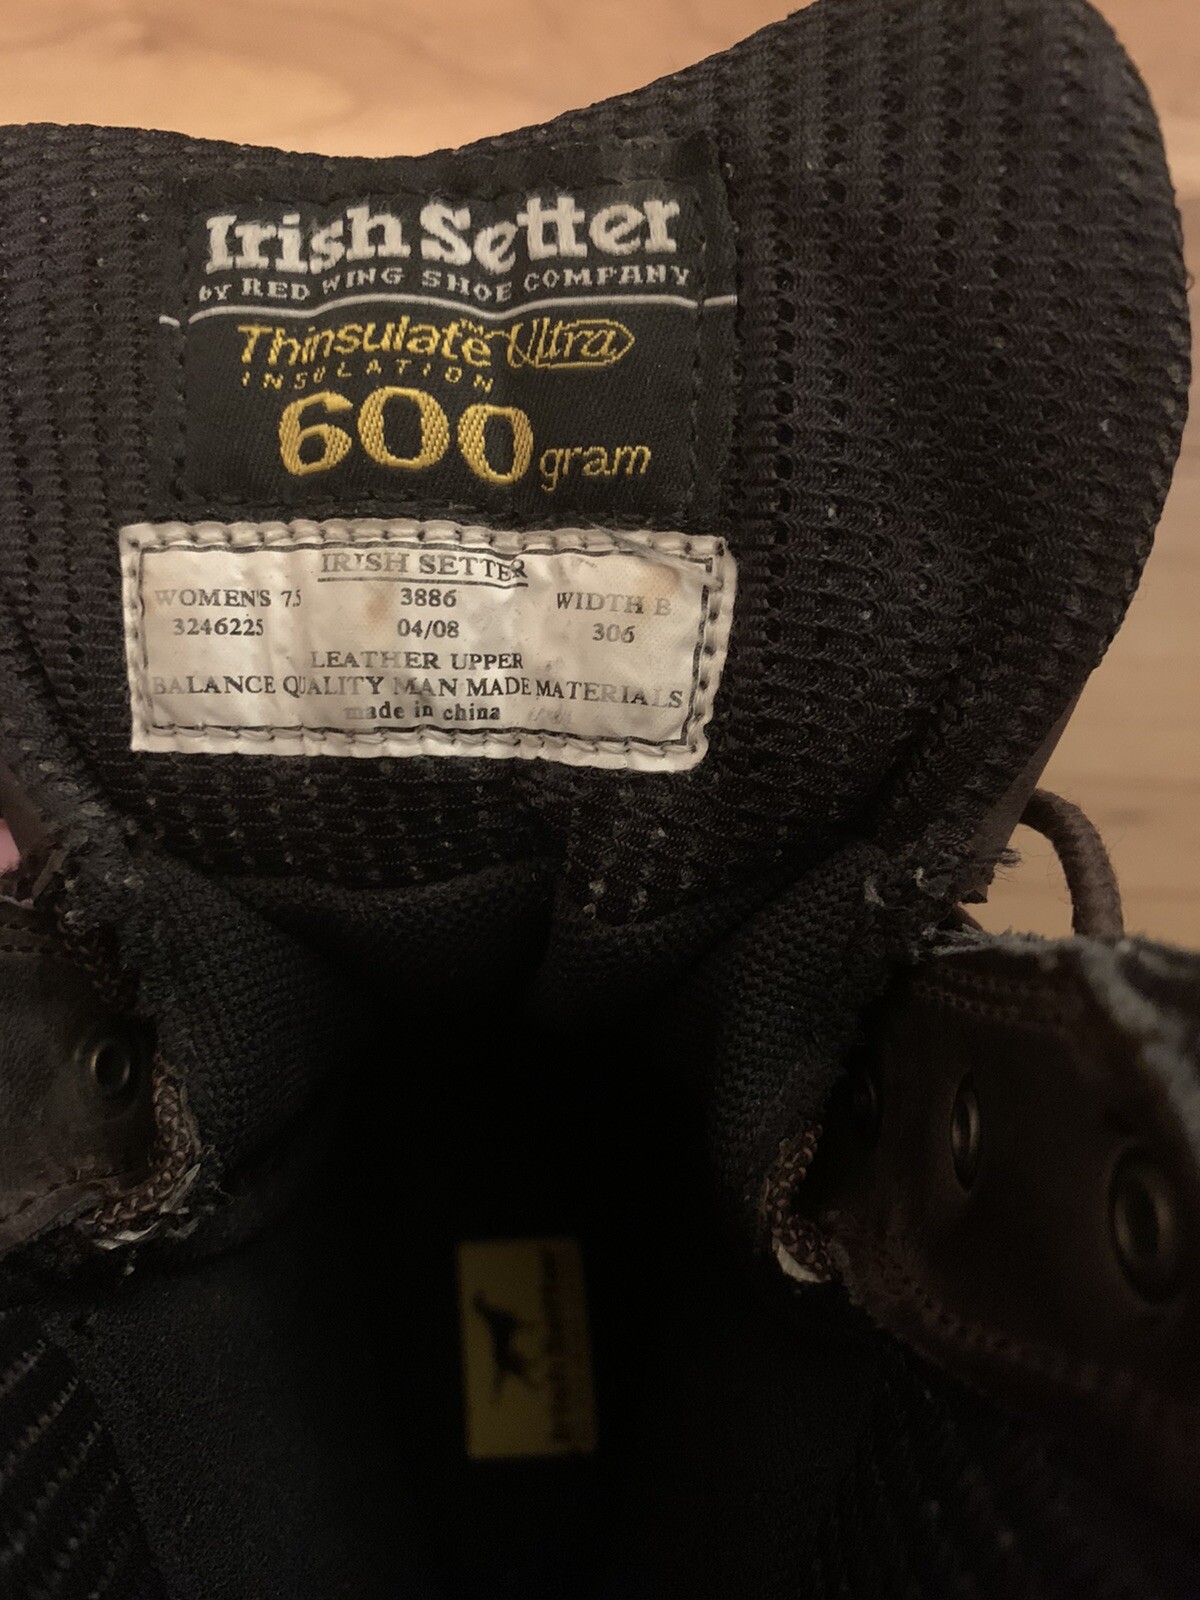 Irish Setter
by RED WING SHOE COMPANY
Thinsulate™ Ultra
INSULATION
600 gram
IRISH SETTER
WOMEN'S 7.5 3886 WIDTH B
3246225 04/08 306
LEATHER UPPER
BALANCE QUALITY MAN MADE MATERIALS
made in china